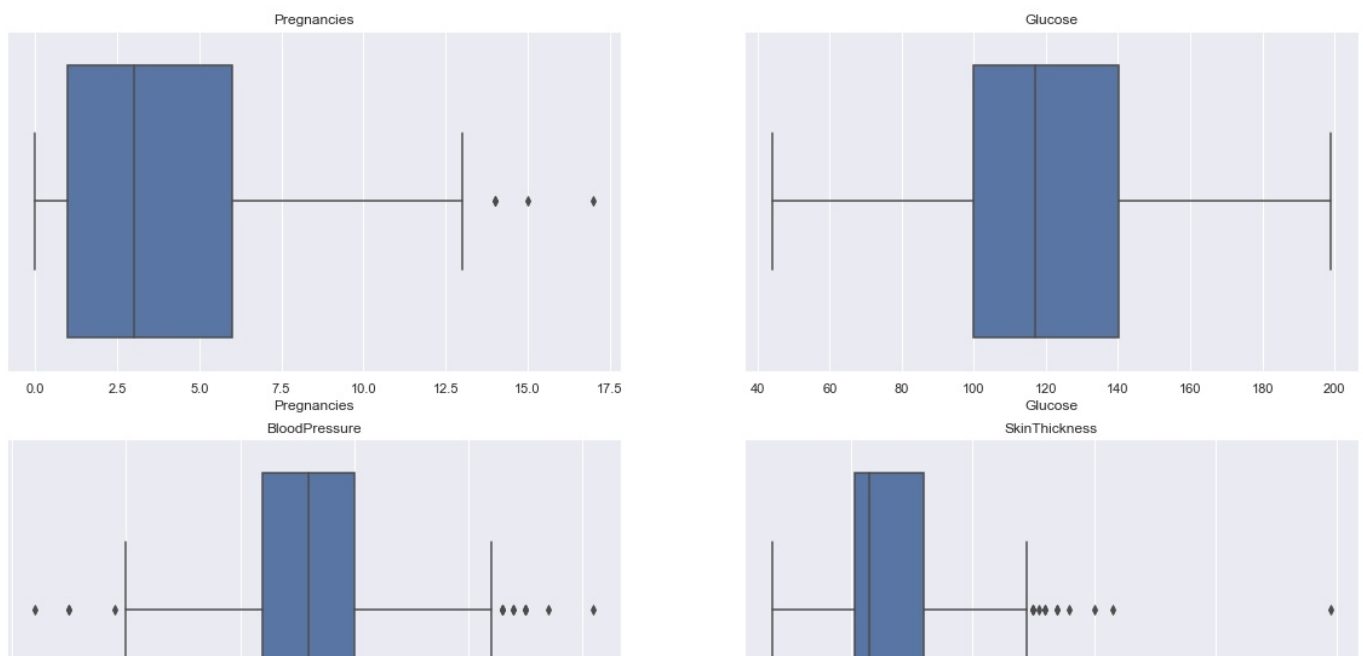 Pregnancies
Glucose
0.0 2.5 5.0 7.5 10.0 12.5 15.0 17.5
40 60 80 100 120 140 160 180 200
Pregnancies
Glucose
BloodPressure
SkinThickness